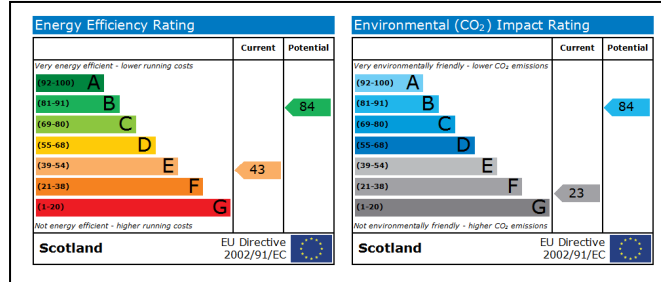 Energy Efficiency Rating
Current Potential
Very energy efficient - lower running costs
(92-100) A
(81-91) B
84
(69-80) C
(55-68) D
(39-54) E
43
(21-38) F
(1-20) G
Not energy efficient - higher running costs
Scotland
EU Directive
2002/91/EC
Environmental (CO₂) Impact Rating
Current Potential
Very environmentally friendly - lower CO₂ emissions
(92-100) A
(81-91) B
84
(69-80) C
(55-68) D
(39-54) E
(21-38) F
23
(1-20) G
Not environmentally friendly - higher CO₂ emissions
Scotland
EU Directive
2002/91/EC